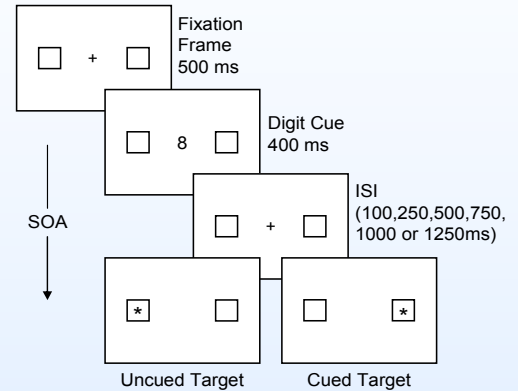 Fixation
Frame
500 ms
+
Digit Cue
400 ms
8
ISI
(100,250,500,750,
1000 or 1250ms)
+
SOA
*
*
Uncued Target
Cued Target